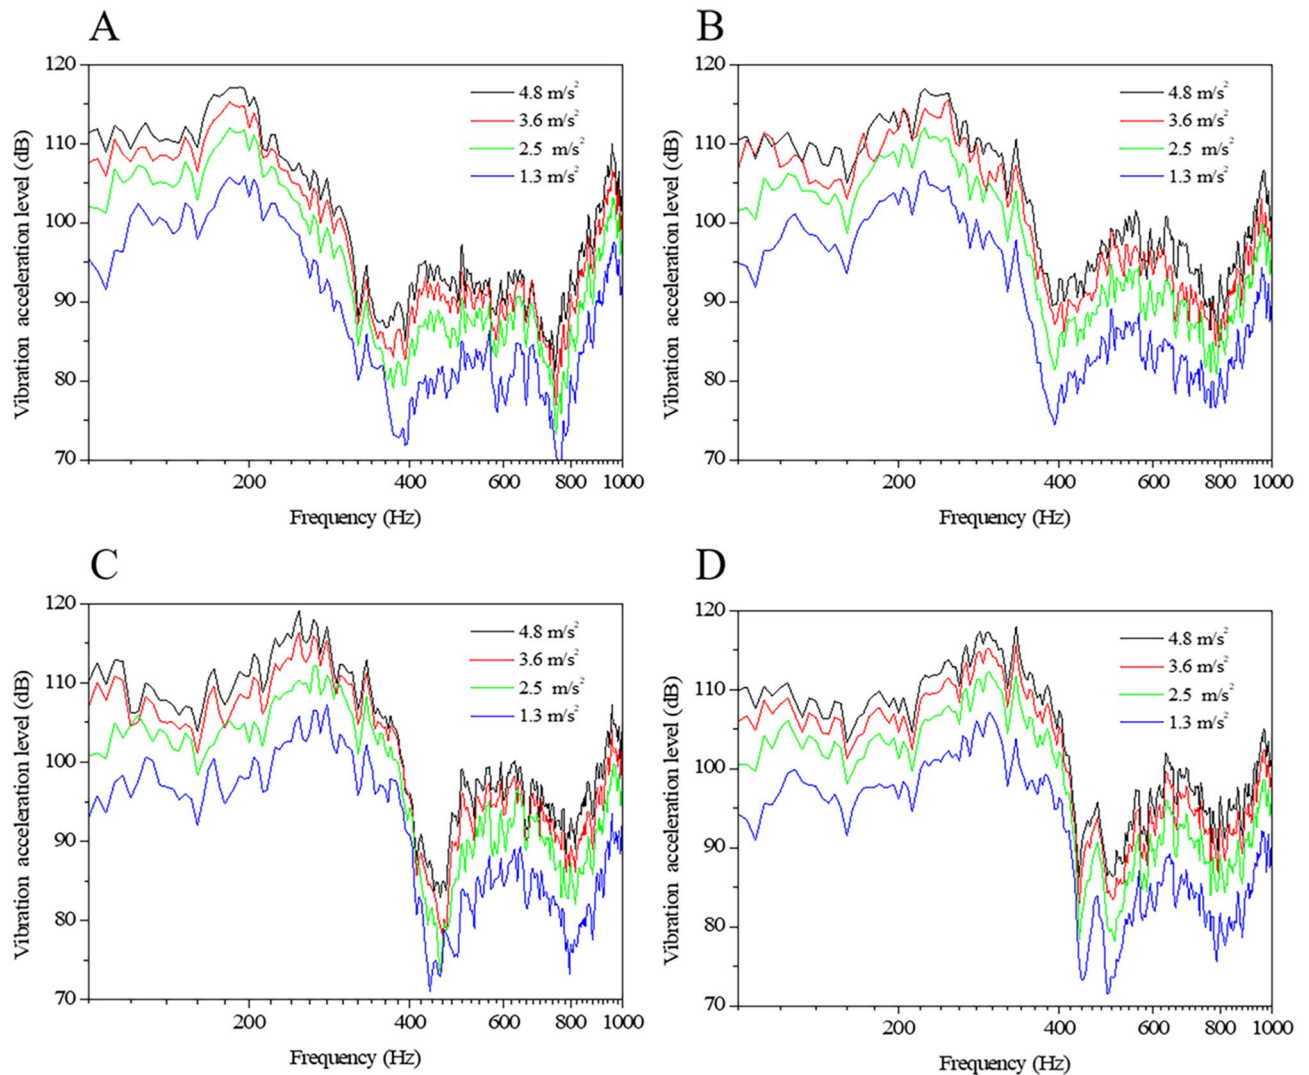 A
Vibration acceleration level (dB)
120
110
100
90
80
70
4.8 m/s²
3.6 m/s²
2.5 m/s²
1.3 m/s²
200 400 600 800 1000
Frequency (Hz)
B
Vibration acceleration level (dB)
120
110
100
90
80
70
4.8 m/s²
3.6 m/s²
2.5 m/s²
1.3 m/s²
200 400 600 800 1000
Frequency (Hz)
C
Vibration acceleration level (dB)
120
110
100
90
80
70
4.8 m/s²
3.6 m/s²
2.5 m/s²
1.3 m/s²
200 400 600 800 1000
Frequency (Hz)
D
Vibration acceleration level (dB)
120
110
100
90
80
70
4.8 m/s²
3.6 m/s²
2.5 m/s²
1.3 m/s²
200 400 600 800 1000
Frequency (Hz)